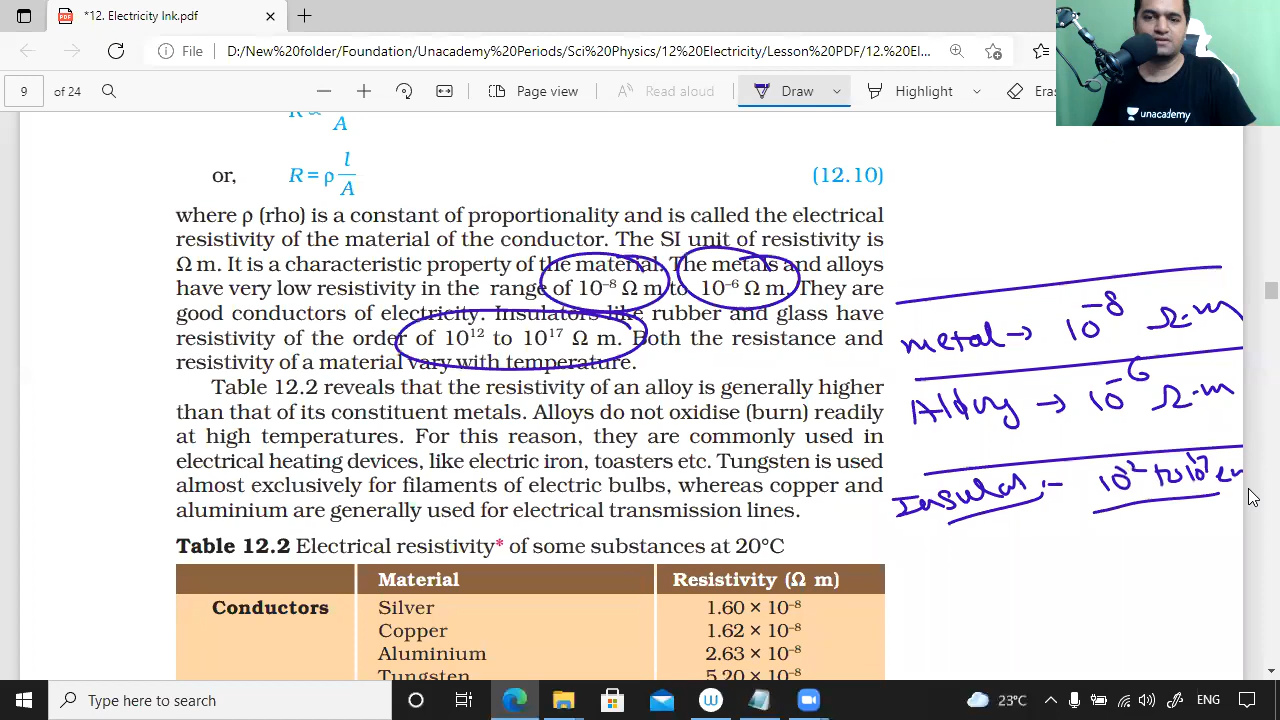 *12. Electricity Ink.pdf
File
D:/New%20folder/Foundation/Unacademy%20Periods/Sci%20Physics/12%20Electricity/Lesson%20PDF/12.%20El...
9 of 24
Page view
Read aloud
Draw
Highlight
Eras
unacademy
A
or, R = ρ l/A (12.10)
where ρ (rho) is a constant of proportionality and is called the electrical
resistivity of the material of the conductor. The SI unit of resistivity is
Ω m. It is a characteristic property of the material. The metals and alloys
have very low resistivity in the range of 10⁻⁸ Ω m to 10⁻⁶ Ω m. They are
good conductors of electricity. Insulators like rubber and glass have
resistivity of the order of 10¹² to 10¹⁷ Ω m. Both the resistance and
resistivity of a material vary with temperature.
Table 12.2 reveals that the resistivity of an alloy is generally higher
than that of its constituent metals. Alloys do not oxidise (burn) readily
at high temperatures. For this reason, they are commonly used in
electrical heating devices, like electric iron, toasters etc. Tungsten is used
almost exclusively for filaments of electric bulbs, whereas copper and
aluminium are generally used for electrical transmission lines.
metal → 10⁻⁸ Ω·m
Alloy → 10⁻⁶ Ω·m
10¹² to 10¹⁷
Table 12.2 Electrical resistivity* of some substances at 20°C
Material Resistivity (Ω m)
Conductors Silver 1.60 × 10⁻⁸
Copper 1.62 × 10⁻⁸
Aluminium 2.63 × 10⁻⁸
Tungsten 5.20 × 10⁻⁸
Type here to search
23°C
ENG